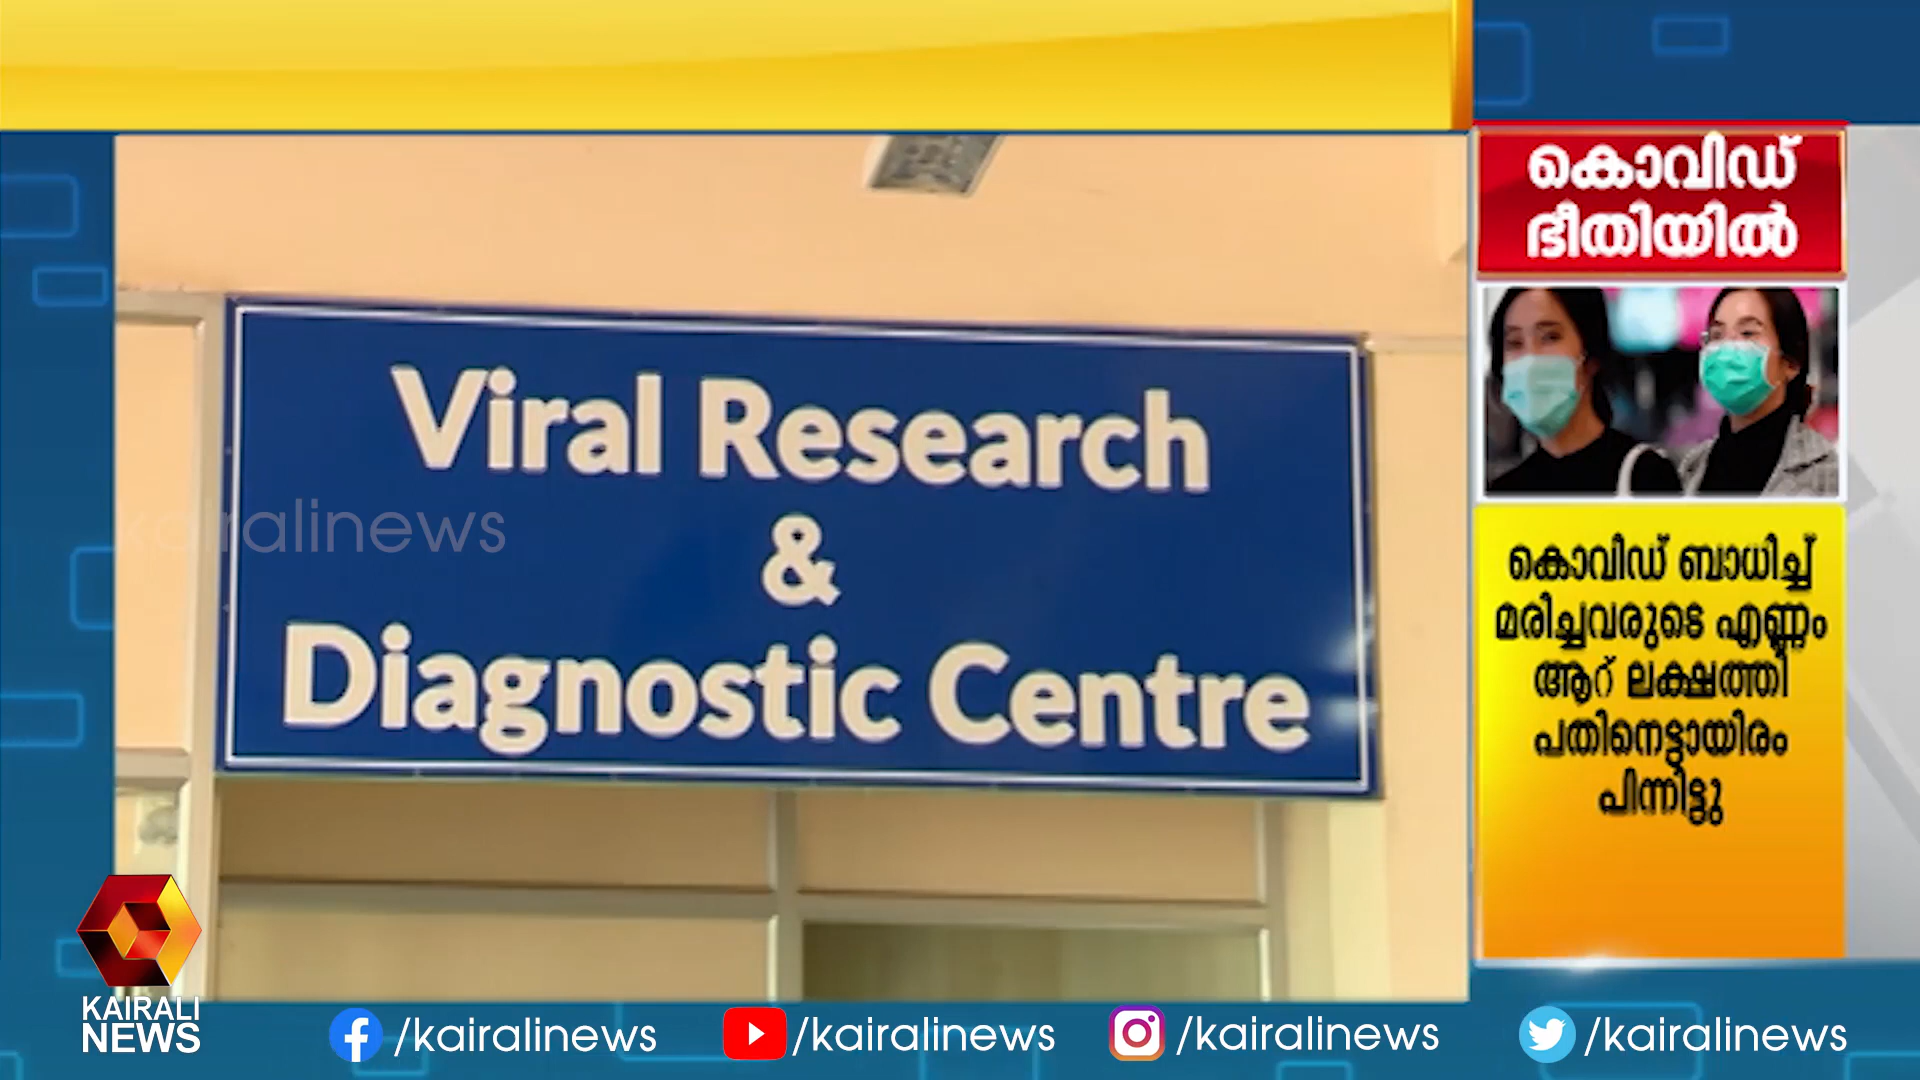 Viral Research
&
Diagnostic Centre
kairalinews
കൊവിഡ്
ഭീതിയിൽ
കൊവിഡ് ബാധിച്ച്
മരിച്ചവരുടെ എണ്ണം
ആറ് ലക്ഷത്തി
പതിനെട്ടായിരം
പിന്നിട്ടു
KAIRALI
NEWS
/kairalinews
/kairalinews
/kairalinews
/kairalinews